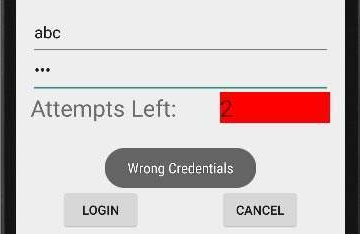 abc
•••
Attempts Left: 2
Wrong Credentials
LOGIN CANCEL